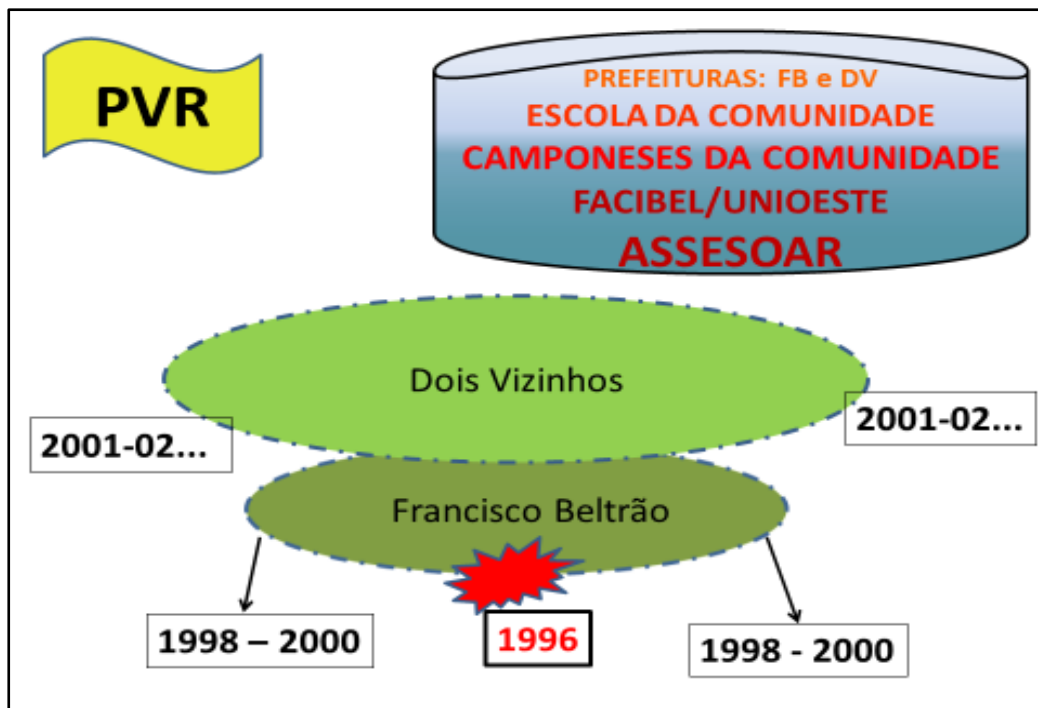 PVR
PREFEITURAS: FB e DV
ESCOLA DA COMUNIDADE
CAMPONESES DA COMUNIDADE
FACIBEL/UNIOESTE
ASSESOAR
Dois Vizinhos
2001-02...
2001-02...
Francisco Beltrão
1998 – 2000
1996
1998 - 2000